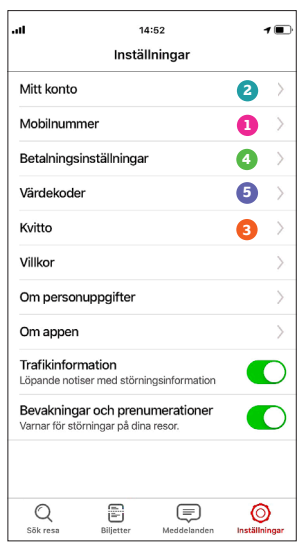 14:52
Inställningar
Mitt konto 2
Mobilnummer 1
Betalningsinställningar 4
Värdekoder 5
Kvitto 3
Villkor
Om personuppgifter
Om appen
Trafikinformation
Löpande notiser med störningsinformation
Bevakningar och prenumerationer
Varnar för störningar på dina resor.
Sök resa Biljetter Meddelanden Inställningar